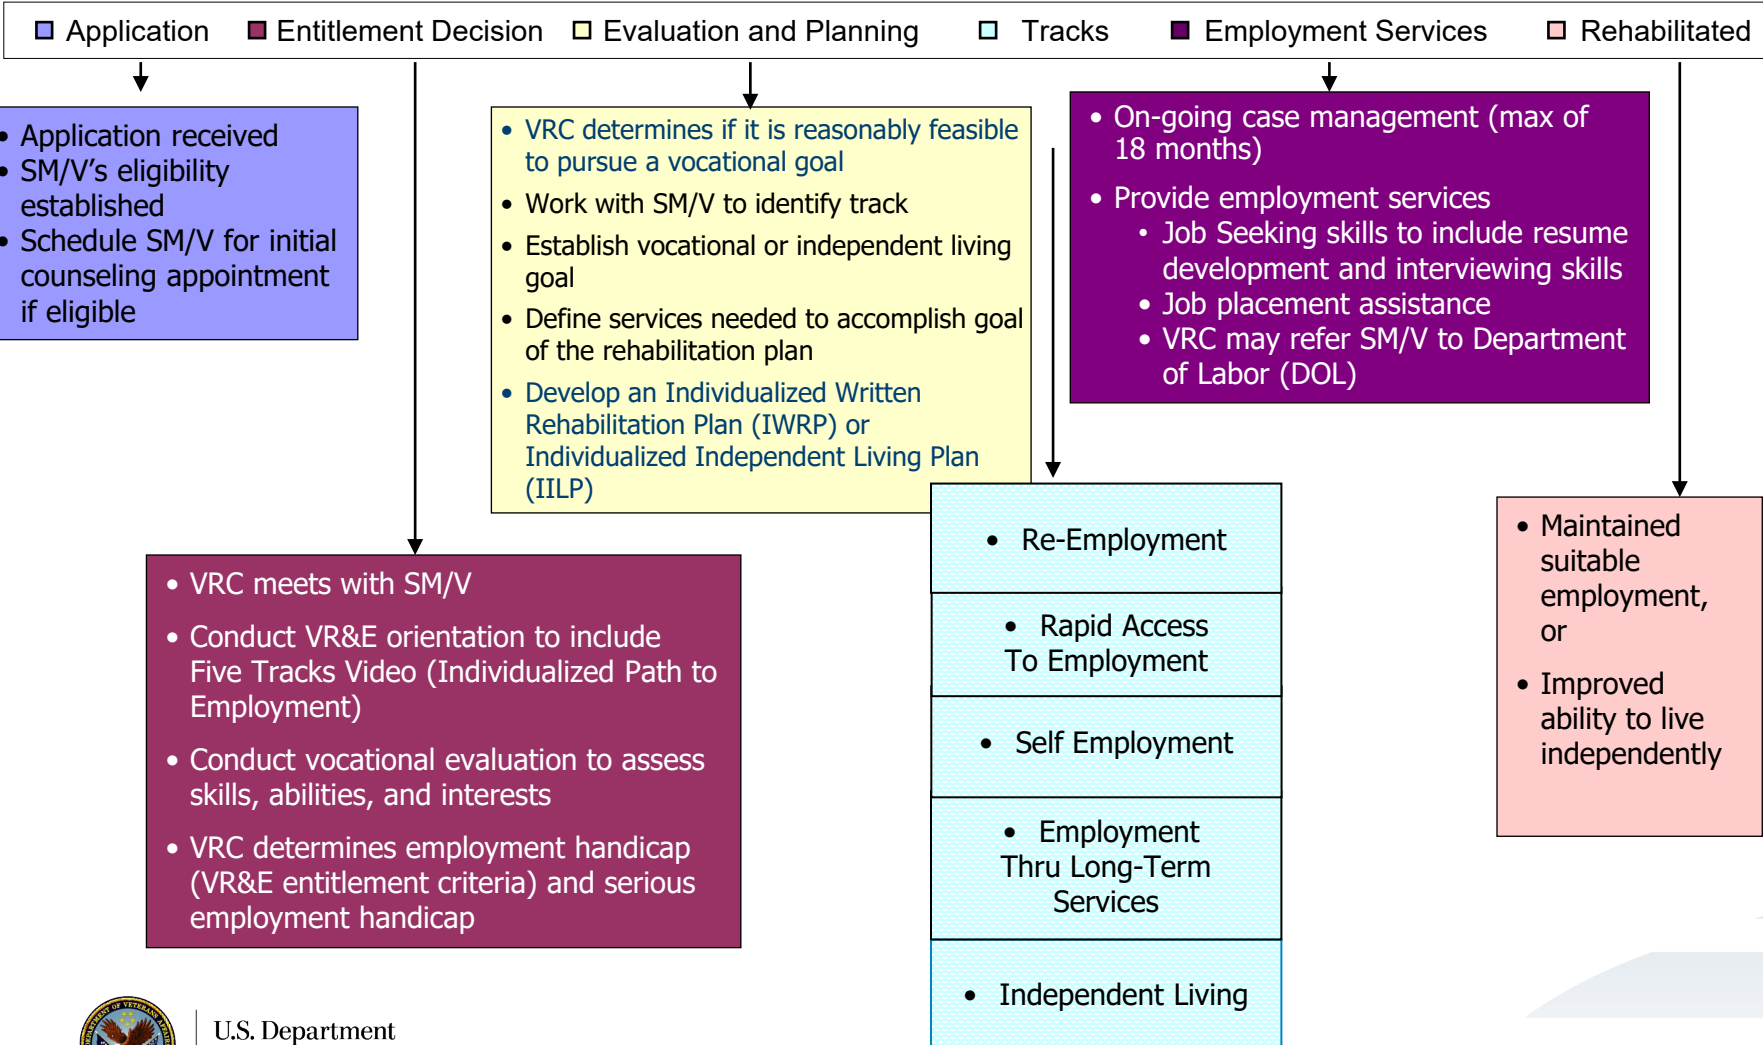 Application Entitlement Decision Evaluation and Planning Tracks Employment Services Rehabilitated
• Application received
• SM/V's eligibility
established
• Schedule SM/V for initial
counseling appointment
if eligible
• VRC determines if it is reasonably feasible
to pursue a vocational goal
• Work with SM/V to identify track
• Establish vocational or independent living
goal
• Define services needed to accomplish goal
of the rehabilitation plan
• Develop an Individualized Written
Rehabilitation Plan (IWRP) or
Individualized Independent Living Plan
(IILP)
• On-going case management (max of
18 months)
• Provide employment services
• Job Seeking skills to include resume
development and interviewing skills
• Job placement assistance
• VRC may refer SM/V to Department
of Labor (DOL)
• VRC meets with SM/V
• Conduct VR&E orientation to include
Five Tracks Video (Individualized Path to
Employment)
• Conduct vocational evaluation to assess
skills, abilities, and interests
• VRC determines employment handicap
(VR&E entitlement criteria) and serious
employment handicap
• Re-Employment
• Rapid Access
To Employment
• Self Employment
• Employment
Thru Long-Term
Services
• Independent Living
• Maintained
suitable
employment,
or
• Improved
ability to live
independently
U.S. Department